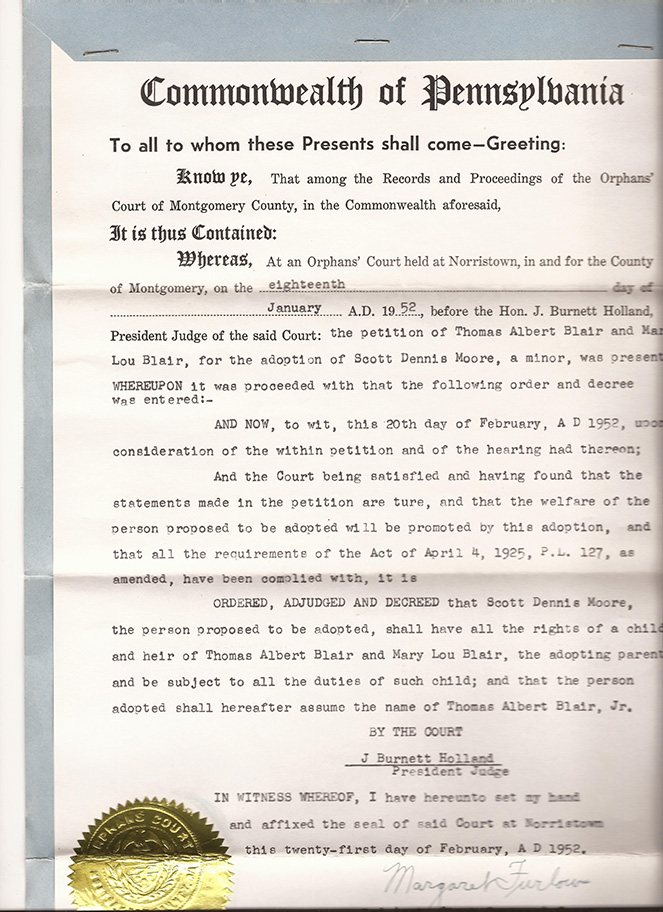 Commonwealth of Pennsylvania
To all to whom these Presents shall come—Greeting:
Know ye, That among the Records and Proceedings of the Orphans'
Court of Montgomery County, in the Commonwealth aforesaid,
It is thus Contained:
Whereas, At an Orphans' Court held at Norristown, in and for the County
of Montgomery, on the eighteenth day of
January A.D. 1952, before the Hon. J. Burnett Holland,
President Judge of the said Court: the petition of Thomas Albert Blair and Mar
Lou Blair, for the adoption of Scott Dennis Moore, a minor, was present
WHEREUPON it was proceeded with that the following order and decree
was entered:-
AND NOW, to wit, this 20th day of February, A D 1952, upon
consideration of the within petition and of the hearing had thereon;
And the Court being satisfied and having found that the
statements made in the petition are ture, and that the welfare of the
person proposed to be adopted will be promoted by this adoption, and
that all the requirements of the Act of April 4, 1925, P.L. 127, as
amended, have been complied with, it is
ORDERED, ADJUDGED AND DECREED that Scott Dennis Moore,
the person proposed to be adopted, shall have all the rights of a child
and heir of Thomas Albert Blair and Mary Lou Blair, the adopting parent
and be subject to all the duties of such child; and that the person
adopted shall hereafter assume the name of Thomas Albert Blair, Jr.
BY THE COURT
J Burnett Holland
President Judge
IN WITNESS WHEREOF, I have hereunto set my hand
and affixed the seal of said Court at Norristown
this twenty-first day of February, A D 1952.
Margaret Furlow
ORPHANS COURT